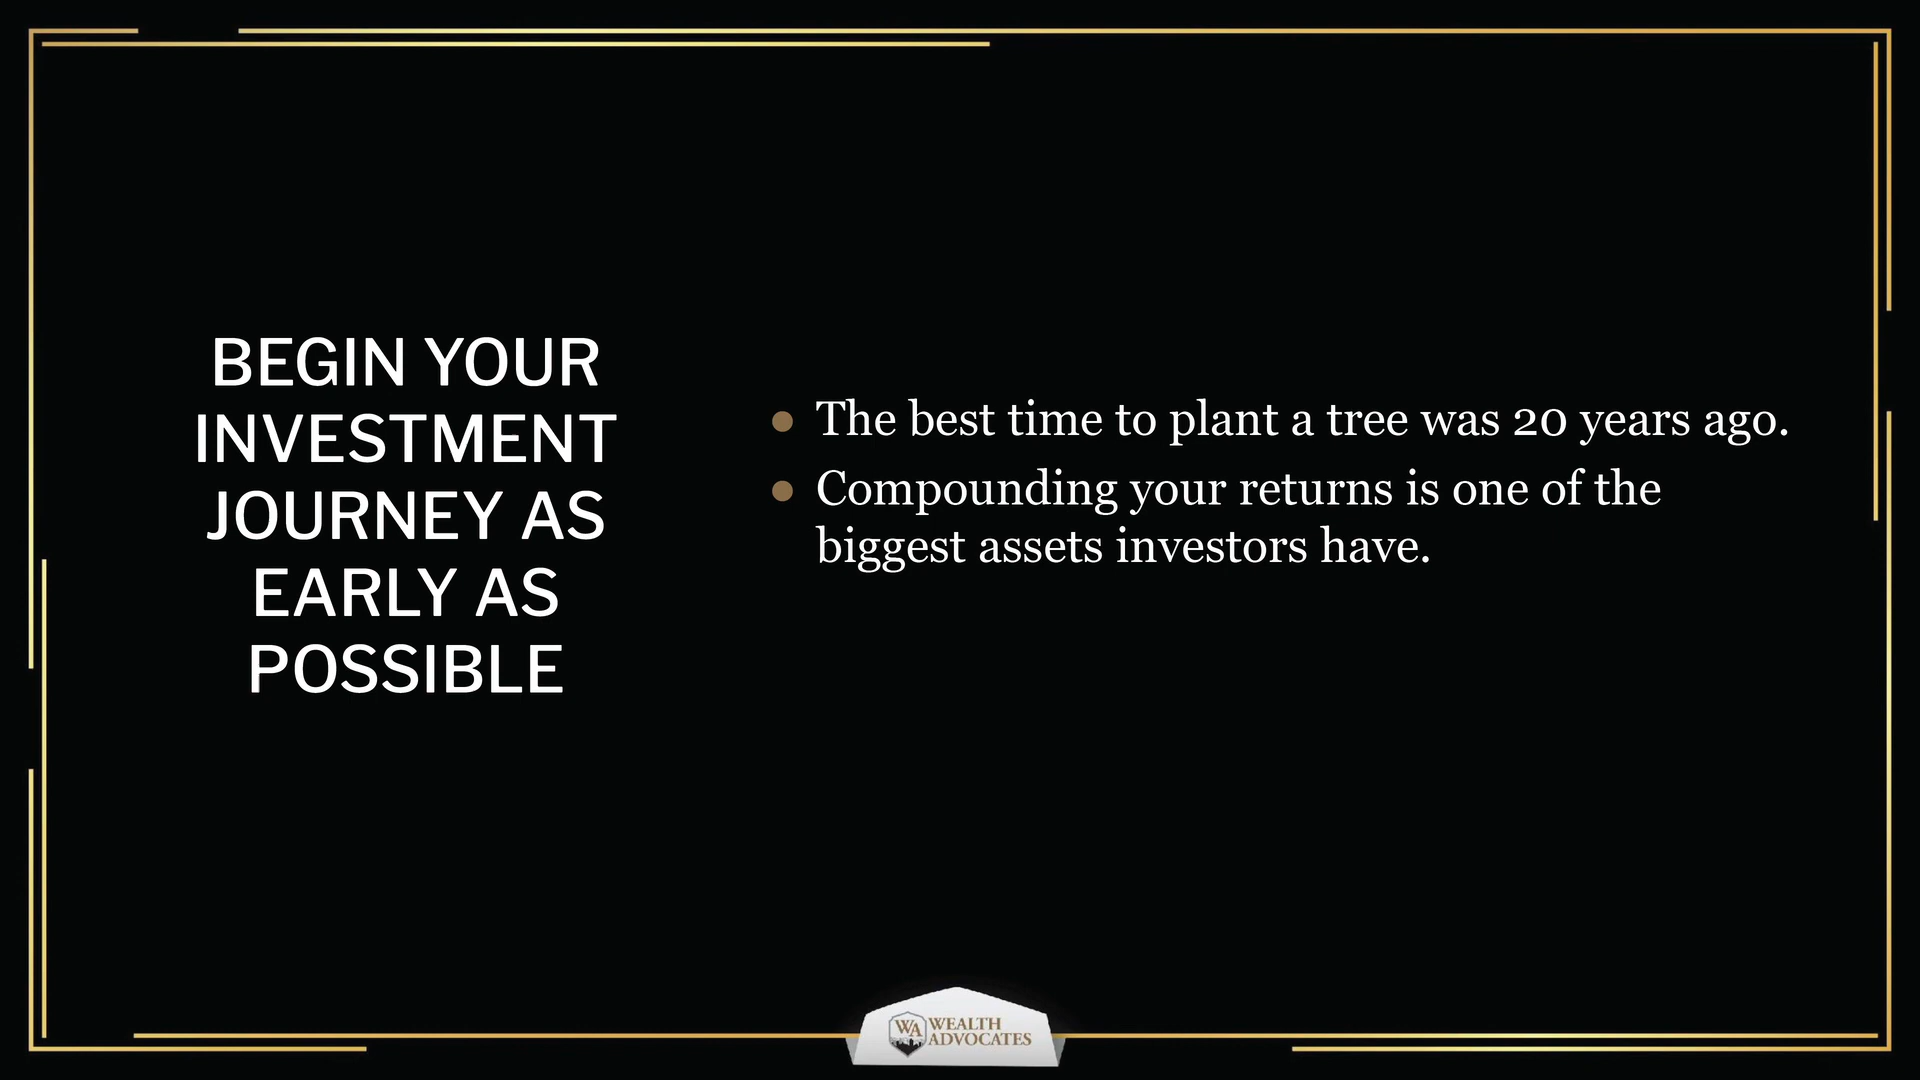 BEGIN YOUR
INVESTMENT
JOURNEY AS
EARLY AS
POSSIBLE
● The best time to plant a tree was 20 years ago.
● Compounding your returns is one of the
biggest assets investors have.
WA WEALTH
ADVOCATES